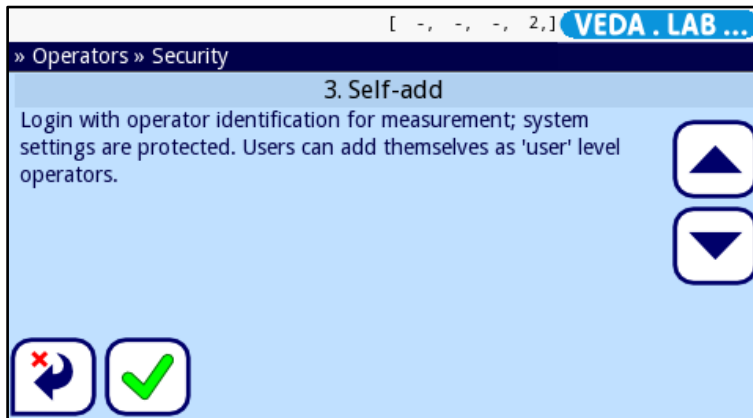 [ -, -, -, 2,] VEDA . LAB ...
» Operators » Security
3. Self-add
Login with operator identification for measurement; system
settings are protected. Users can add themselves as 'user' level
operators.